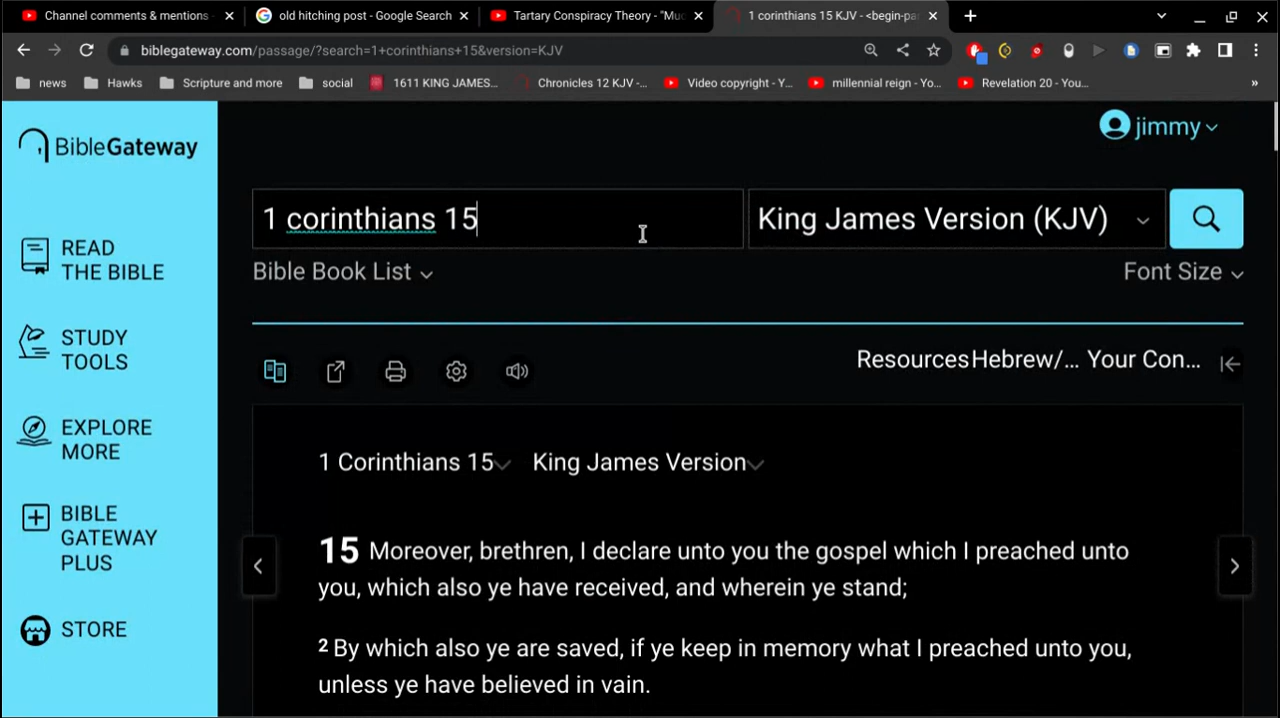 Channel comments & mentions -
old hitching post - Google Search
Tartary Conspiracy Theory - "Muc
1 corinthians 15 KJV - <begin-pa
biblegateway.com/passage/?search=1+corinthians+15&version=KJV
news
Hawks
Scripture and more
social
1611 KING JAMES...
Chronicles 12 KJV -...
Video copyright - Y...
millennial reign - Yo...
Revelation 20 - You...
»
BibleGateway
jimmy
1 corinthians 15
King James Version (KJV)
READ
THE BIBLE
Bible Book List
Font Size
STUDY
TOOLS
ResourcesHebrew/... Your Con...
EXPLORE
MORE
1 Corinthians 15
King James Version
BIBLE
GATEWAY
PLUS
15 Moreover, brethren, I declare unto you the gospel which I preached unto
you, which also ye have received, and wherein ye stand;
STORE
2 By which also ye are saved, if ye keep in memory what I preached unto you,
unless ye have believed in vain.